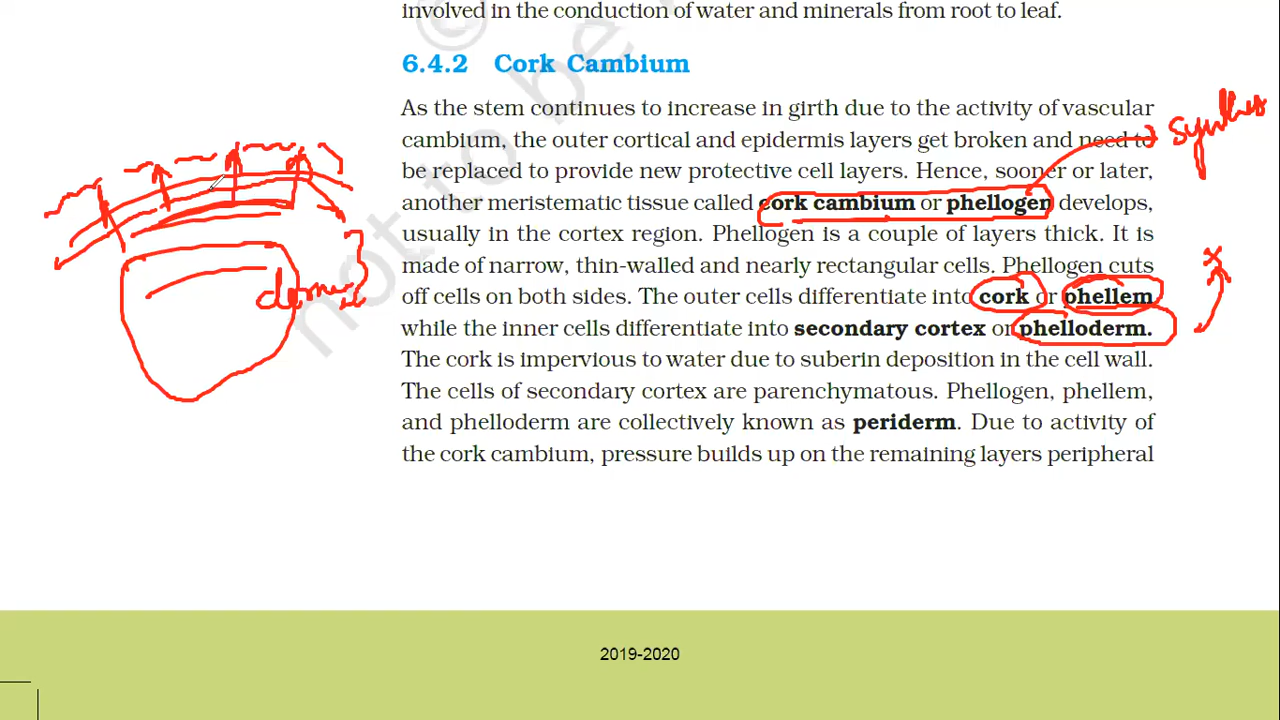 involved in the conduction of water and minerals from root to leaf.
6.4.2 Cork Cambium
As the stem continues to increase in girth due to the activity of vascular
cambium, the outer cortical and epidermis layers get broken and need to
be replaced to provide new protective cell layers. Hence, sooner or later,
another meristematic tissue called cork cambium or phellogen develops,
usually in the cortex region. Phellogen is a couple of layers thick. It is
made of narrow, thin-walled and nearly rectangular cells. Phellogen cuts
off cells on both sides. The outer cells differentiate into cork or phellem
while the inner cells differentiate into secondary cortex or phelloderm.
The cork is impervious to water due to suberin deposition in the cell wall.
The cells of secondary cortex are parenchymatous. Phellogen, phellem,
and phelloderm are collectively known as periderm. Due to activity of
the cork cambium, pressure builds up on the remaining layers peripheral
© not to be
2019-2020